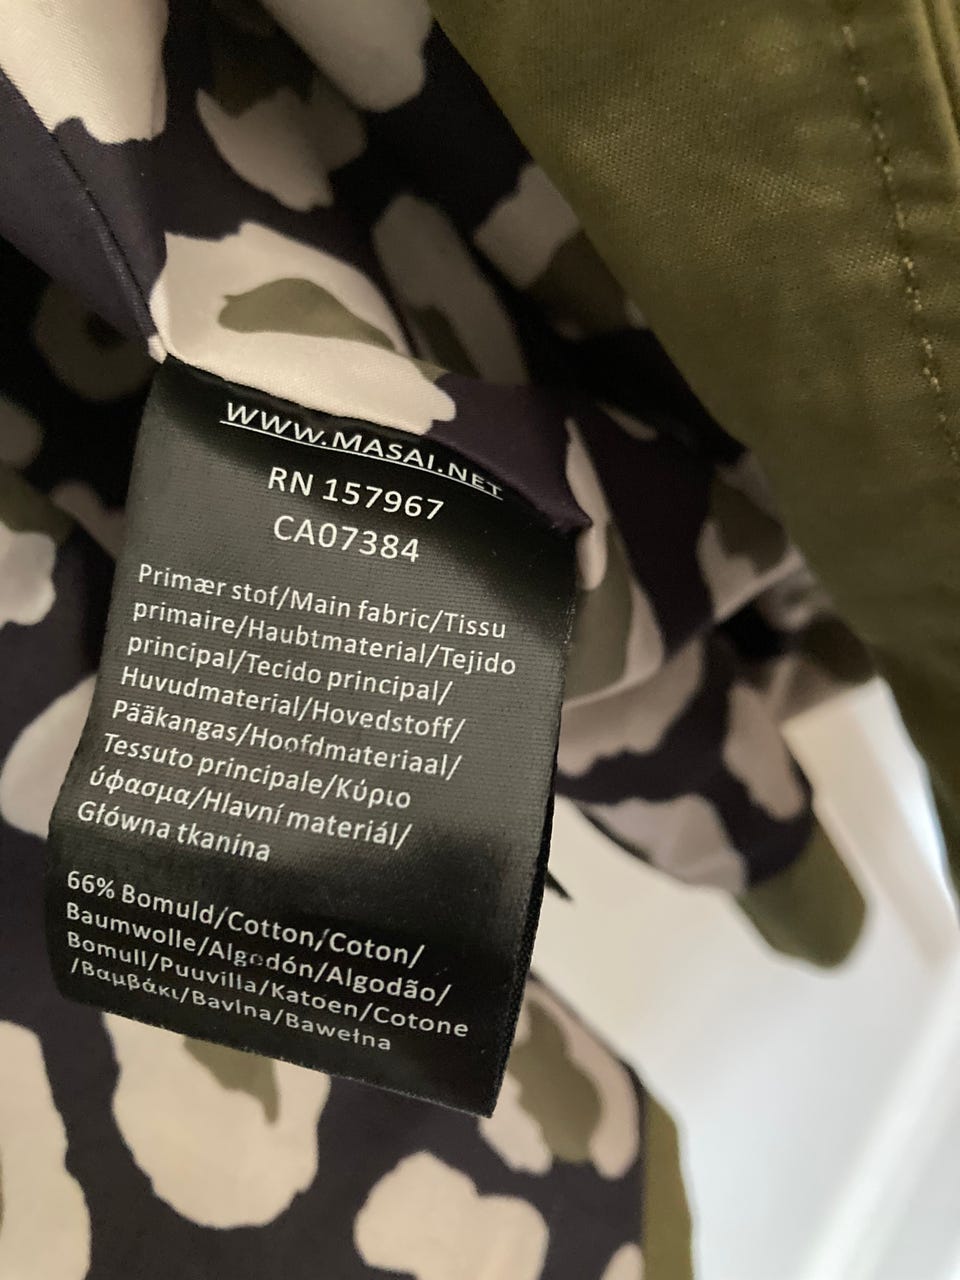 WWW.MASAI.NET
RN 157967
CA07384
Primær stof/Main fabric/Tissu
primaire/Haubtmaterial/Tejido
principal/Tecido principal/
Huvudmaterial/Hovedstoff/
Pääkangas/Hoofdmateriaal/
Tessuto principale/Κύριο
ύφασμα/Hlavní materiál/
Główna tkanina
66% Bomuld/Cotton/Coton/
Baumwolle/Algodón/Algodão/
Bomull/Puuvilla/Katoen/Cotone
/Βαμβάκι/Bavlna/Bawełna